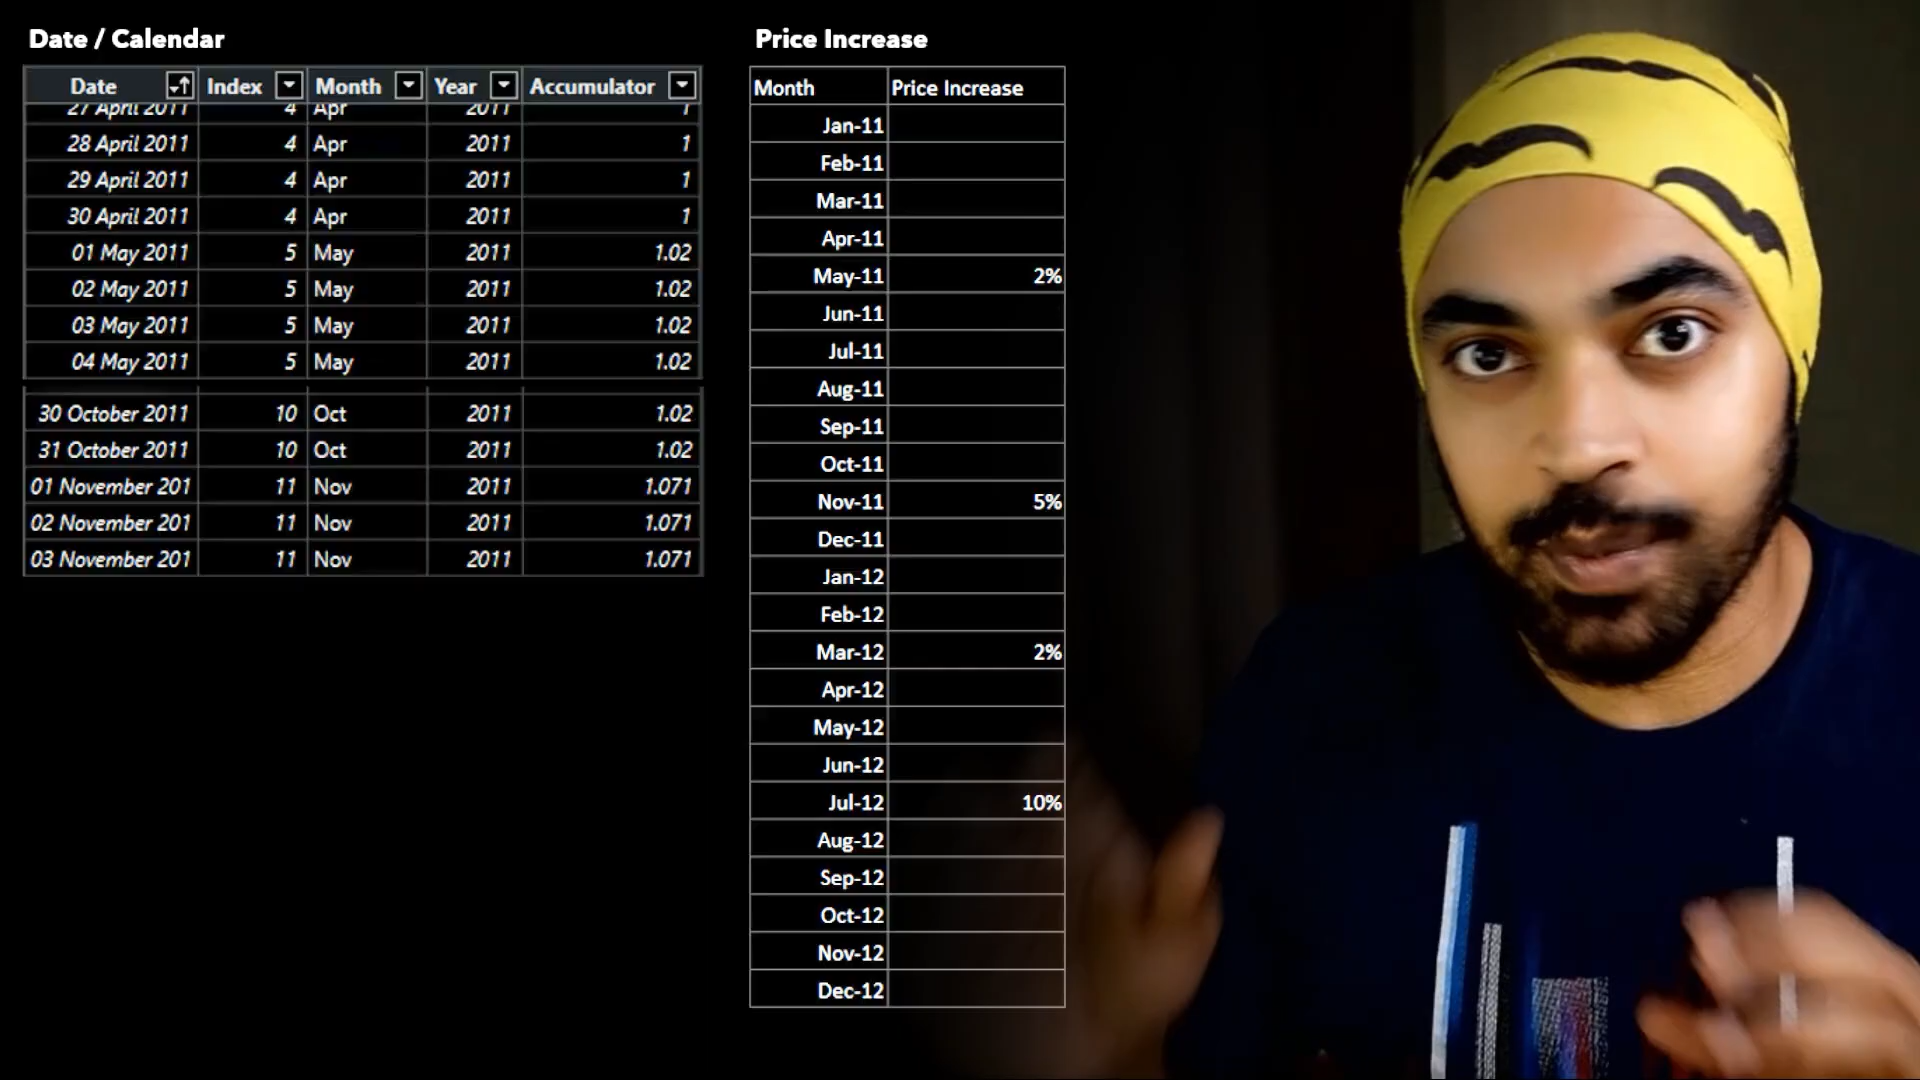 Date / Calendar
Date Index Month Year Accumulator
27 April 2011 4 Apr 2011 1
28 April 2011 4 Apr 2011 1
29 April 2011 4 Apr 2011 1
30 April 2011 4 Apr 2011 1
01 May 2011 5 May 2011 1.02
02 May 2011 5 May 2011 1.02
03 May 2011 5 May 2011 1.02
04 May 2011 5 May 2011 1.02
30 October 2011 10 Oct 2011 1.02
31 October 2011 10 Oct 2011 1.02
01 November 201 11 Nov 2011 1.071
02 November 201 11 Nov 2011 1.071
03 November 201 11 Nov 2011 1.071
Price Increase
Month Price Increase
Jan-11
Feb-11
Mar-11
Apr-11
May-11 2%
Jun-11
Jul-11
Aug-11
Sep-11
Oct-11
Nov-11 5%
Dec-11
Jan-12
Feb-12
Mar-12 2%
Apr-12
May-12
Jun-12
Jul-12 10%
Aug-12
Sep-12
Oct-12
Nov-12
Dec-12